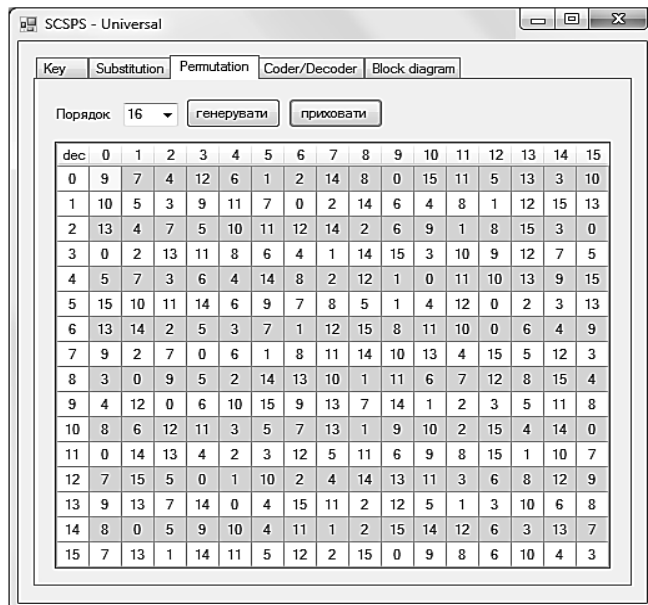 SCSPS - Universal
Key Substitution Permutation Coder/Decoder Block diagram
Порядок 16 генерувати приховати
dec 0 1 2 3 4 5 6 7 8 9 10 11 12 13 14 15
0 9 7 4 12 6 1 2 14 8 0 15 11 5 13 3 10
1 10 5 3 9 11 7 0 2 14 6 4 8 1 12 15 13
2 13 4 7 5 10 11 12 14 2 6 9 1 8 15 3 0
3 0 2 13 11 8 6 4 1 14 15 3 10 9 12 7 5
4 5 7 3 6 4 14 8 2 12 1 0 11 10 13 9 15
5 15 10 11 14 6 9 7 8 5 1 4 12 0 2 3 13
6 13 14 2 5 3 7 1 12 15 8 11 10 0 6 4 9
7 9 2 7 0 6 1 8 11 14 10 13 4 15 5 12 3
8 3 0 9 5 2 14 13 10 1 11 6 7 12 8 15 4
9 4 12 0 6 10 15 9 13 7 14 1 2 3 5 11 8
10 8 6 12 11 3 5 7 13 1 9 10 2 15 4 14 0
11 0 14 13 4 2 3 12 5 11 6 9 8 15 1 10 7
12 7 15 5 0 1 10 2 4 14 13 11 3 6 8 12 9
13 9 13 7 14 0 4 15 11 2 12 5 1 3 10 6 8
14 8 0 5 9 10 4 11 1 2 15 14 12 6 3 13 7
15 7 13 1 14 11 5 12 2 15 0 9 8 6 10 4 3